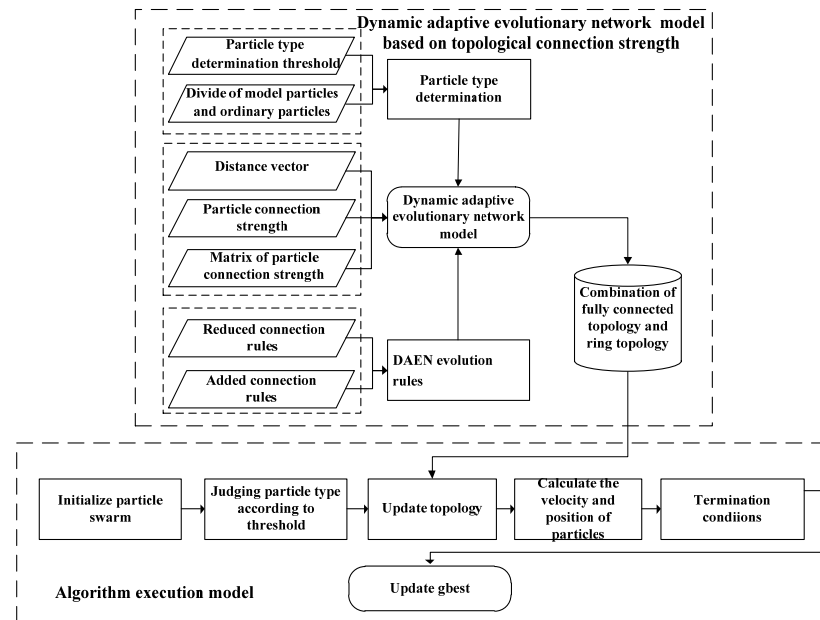 Dynamic adaptive evolutionary network model
based on topological connection strength
Particle type
determination threshold
Divide of model particles
and ordinary particles
Particle type
determination
Distance vector
Particle connection
strength
Matrix of particle
connection strength
Dynamic adaptive
evolutionary network
model
Combination of
fully connected
topology and
ring topology
Reduced connection
rules
Added connection
rules
DAEN evolution
rules
Initialize particle
swarm
Judging particle type
according to
threshold
Update topology
Calculate the
velocity and
position of
particles
Termination
condiions
Algorithm execution model
Update gbest